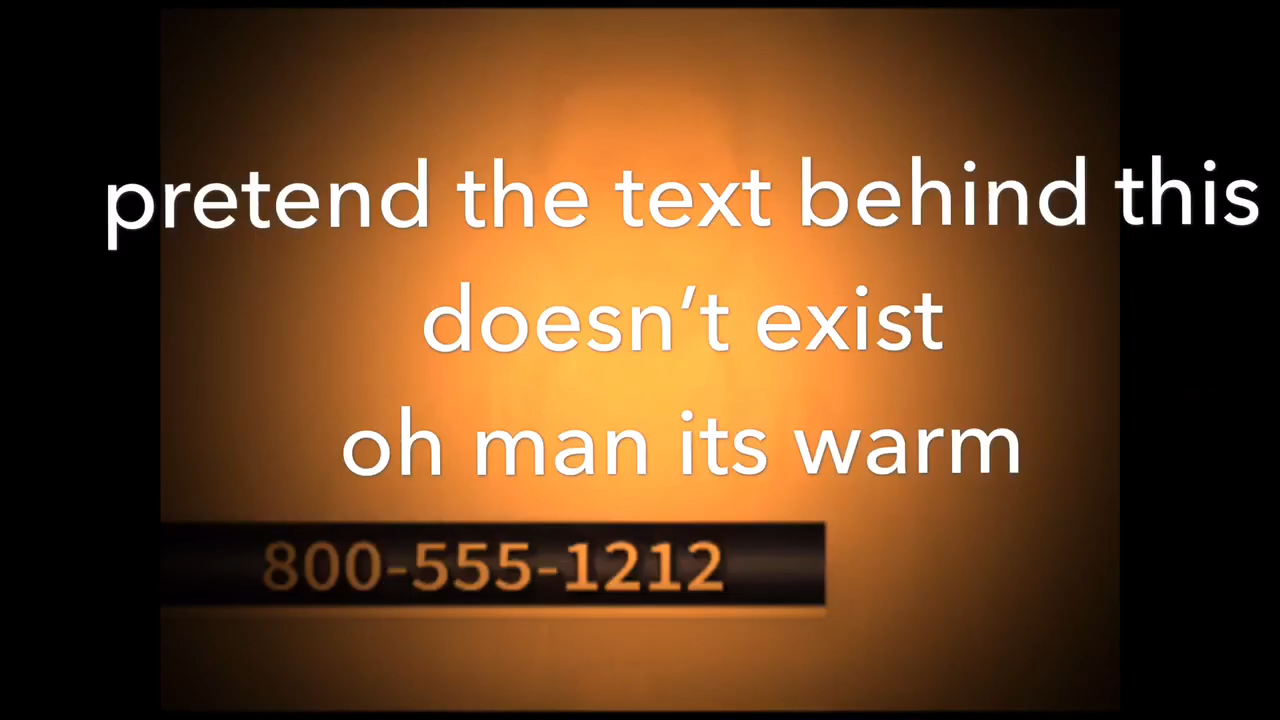 pretend the text behind this
doesn’t exist
oh man its warm
800-555-1212